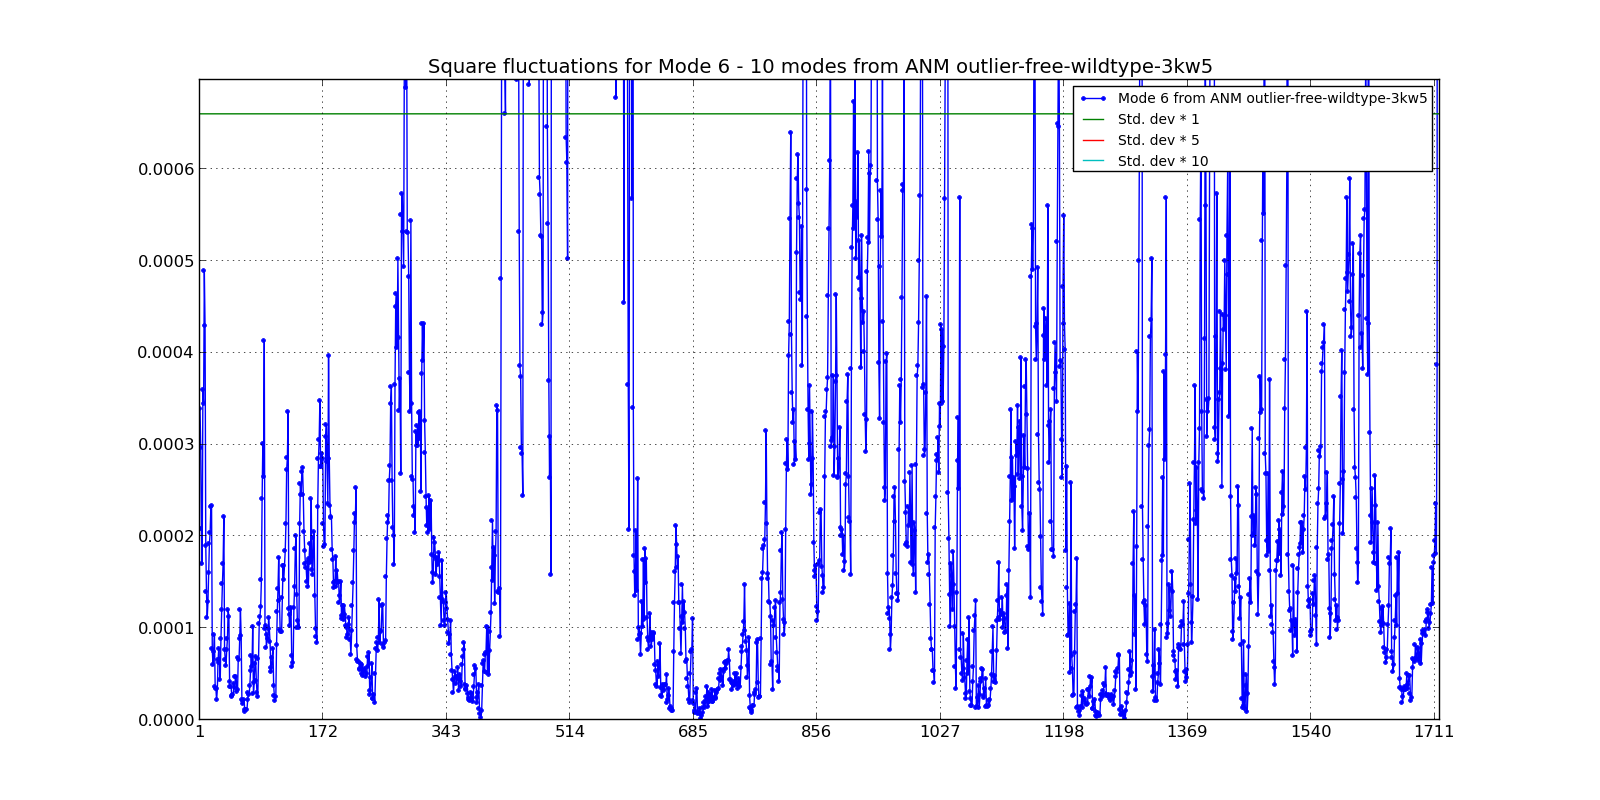 Square fluctuations for Mode 6 - 10 modes from ANM outlier-free-wildtype-3kw5
Mode 6 from ANM outlier-free-wildtype-3kw5
Std. dev * 1
Std. dev * 5
Std. dev * 10
0.0006
0.0005
0.0004
0.0003
0.0002
0.0001
0.0000
1 172 343 514 685 856 1027 1198 1369 1540 1711